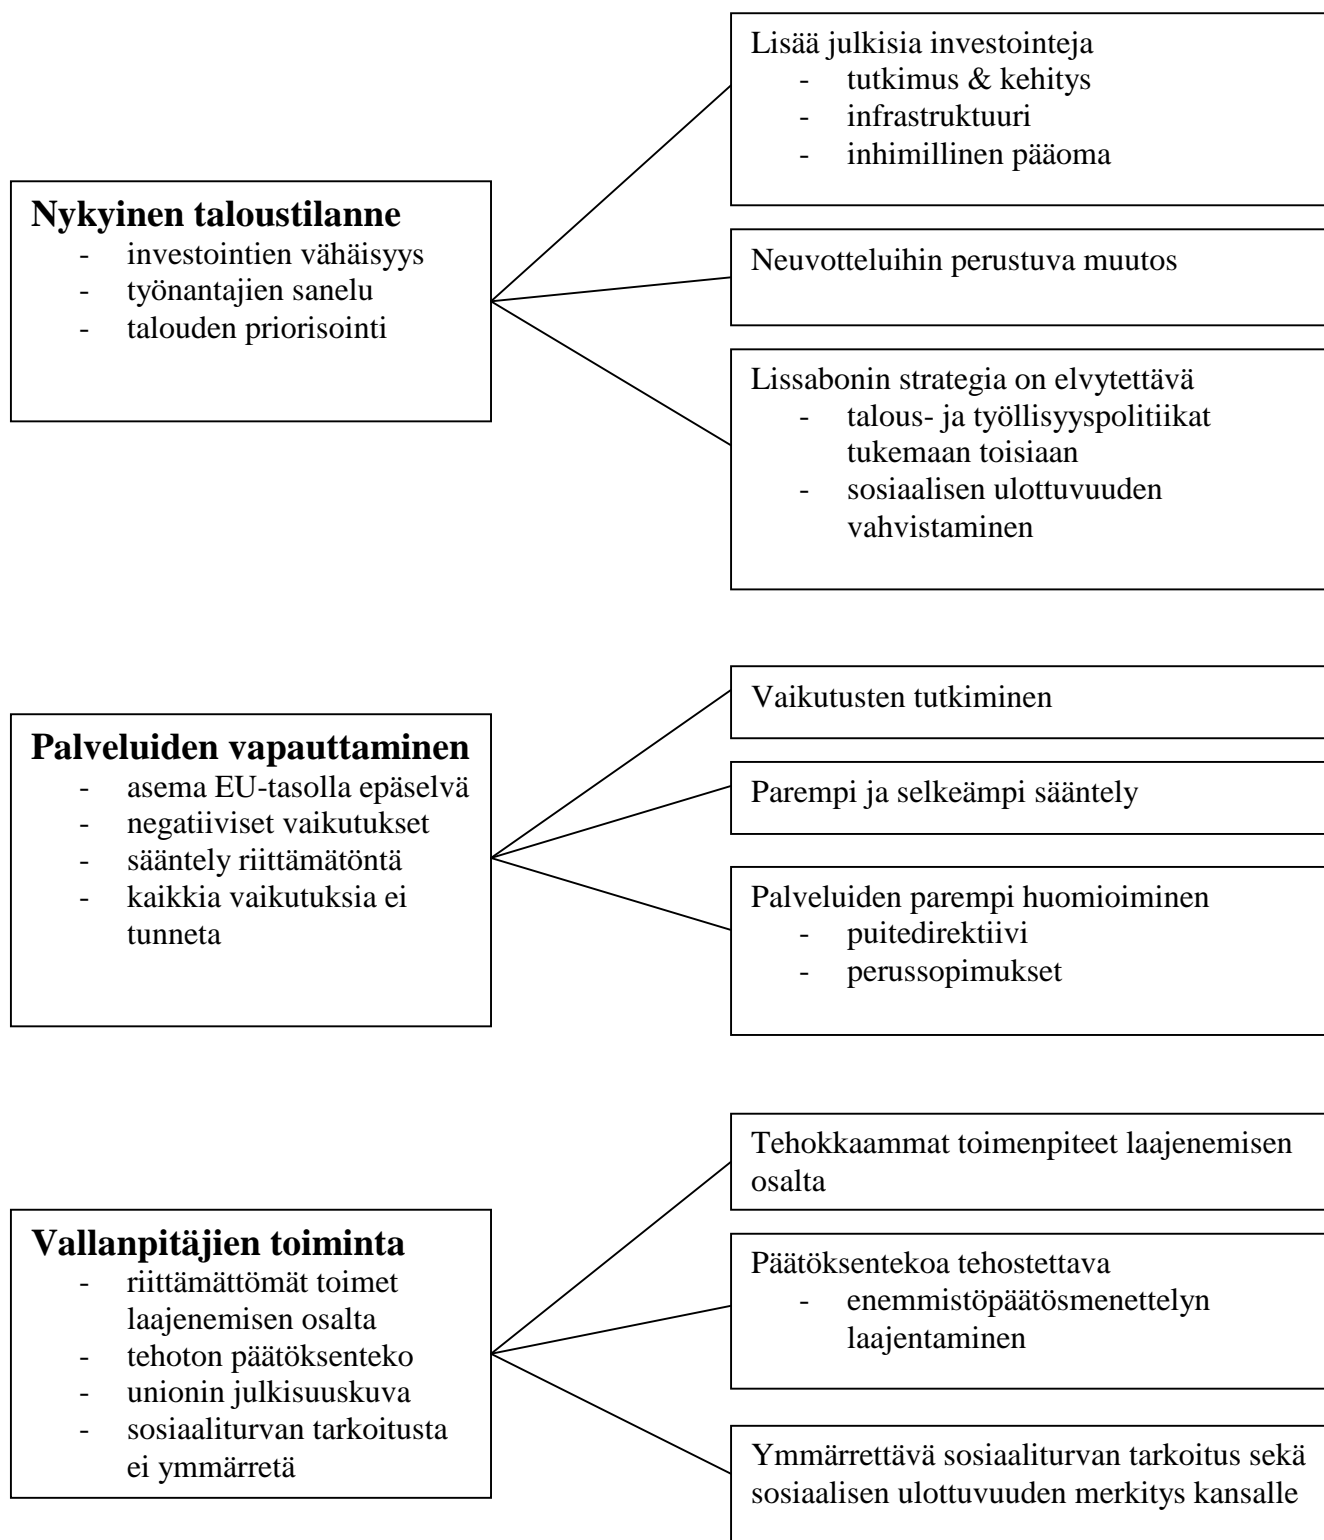 Nykyinen taloustilanne
- investointien vähäisyys
- työnantajien sanelu
- talouden priorisointi
Lisää julkisia investointeja
- tutkimus & kehitys
- infrastruktuuri
- inhimillinen pääoma
Neuvotteluihin perustuva muutos
Lissabonin strategia on elvytettävä
- talous- ja työllisyyspolitiikat
tukemaan toisiaan
- sosiaalisen ulottuvuuden
vahvistaminen
Palveluiden vapauttaminen
- asema EU-tasolla epäselvä
- negatiiviset vaikutukset
- sääntely riittämätöntä
- kaikkia vaikutuksia ei
tunneta
Vaikutusten tutkiminen
Parempi ja selkeämpi sääntely
Palveluiden parempi huomioiminen
- puitedirektiivi
- perussopimukset
Vallanpitäjien toiminta
- riittämättömät toimet
laajenemisen osalta
- tehoton päätöksenteko
- unionin julkisuuskuva
- sosiaaliturvan tarkoitusta
ei ymmärretä
Tehokkaammat toimenpiteet laajenemisen
osalta
Päätöksentekoa tehostettava
- enemmistöpäätösmenettelyn
laajentaminen
Ymmärrettävä sosiaaliturvan tarkoitus sekä
sosiaalisen ulottuvuuden merkitys kansalle